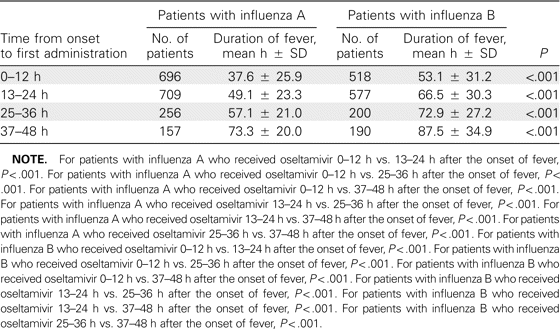 Patients with influenza A Patients with influenza B
Time from onset No. of Duration of fever, No. of Duration of fever,
to first administration patients mean h ± SD patients mean h ± SD P
0–12 h 696 37.6 ± 25.9 518 53.1 ± 31.2 <.001
13–24 h 709 49.1 ± 23.3 577 66.5 ± 30.3 <.001
25–36 h 256 57.1 ± 21.0 200 72.9 ± 27.2 <.001
37–48 h 157 73.3 ± 20.0 190 87.5 ± 34.9 <.001
NOTE. For patients with influenza A who received oseltamivir 0–12 h vs. 13–24 h after the onset of fever,
P<.001. For patients with influenza A who received oseltamivir 0–12 h vs. 25–36 h after the onset of fever, P<
.001. For patients with influenza A who received oseltamivir 0–12 h vs. 37–48 h after the onset of fever, P<.001.
For patients with influenza A who received oseltamivir 13–24 h vs. 25–36 h after the onset of fever, P<.001. For
patients with influenza A who received oseltamivir 13–24 h vs. 37–48 h after the onset of fever, P<.001. For
patients with influenza A who received oseltamivir 25–36 h vs. 37–48 h after the onset of fever, P<.001. For
patients with influenza B who received oseltamivir 0–12 h vs. 13–24 h after the onset of fever, P<.001. For patients with influenza
B who received oseltamivir 0–12 h vs. 25–36 h after the onset of fever, P<.001. For patients with influenza B who
received oseltamivir 0–12 h vs. 37–48 h after the onset of fever, P<.001. For patients with influenza B who received
oseltamivir 13–24 h vs. 25–36 h after the onset of fever, P<.001. For patients with influenza B who received
oseltamivir 13–24 h vs. 37–48 h after the onset of fever, P<.001. For patients with influenza B who received
oseltamivir 25–36 h vs. 37–48 h after the onset of fever, P<.001.